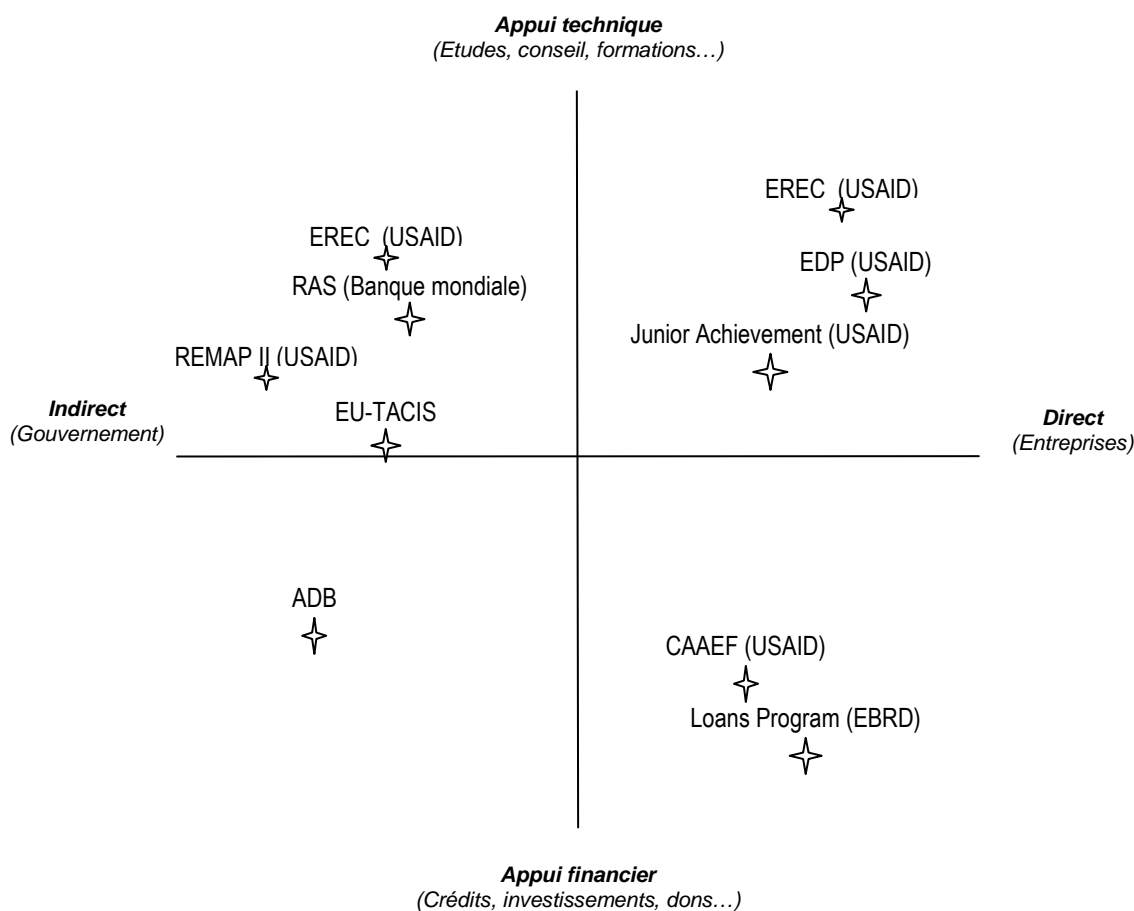 Appui technique
(Etudes, conseil, formations…)
EREC (USAID)
EREC (USAID)
EDP (USAID)
RAS (Banque mondiale)
Junior Achievement (USAID)
REMAP II (USAID)
Indirect
(Gouvernement)
EU-TACIS
Direct
(Entreprises)
ADB
CAAEF (USAID)
Loans Program (EBRD)
Appui financier
(Crédits, investissements, dons…)